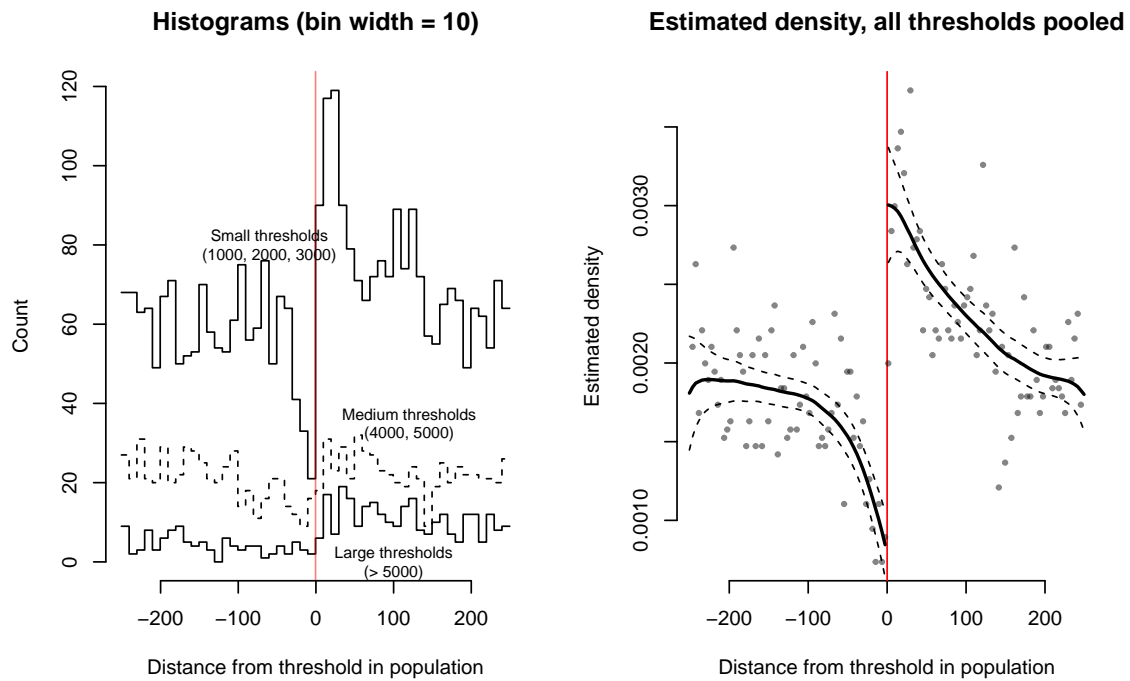 Histograms (bin width = 10)
Count
0
20
40
60
80
100
120
Small thresholds
(1000, 2000, 3000)
Medium thresholds
(4000, 5000)
Large thresholds
(> 5000)
−200
−100
0
100
200
Distance from threshold in population
Estimated density, all thresholds pooled
Estimated density
0.0010
0.0020
0.0030
−200
−100
0
100
200
Distance from threshold in population